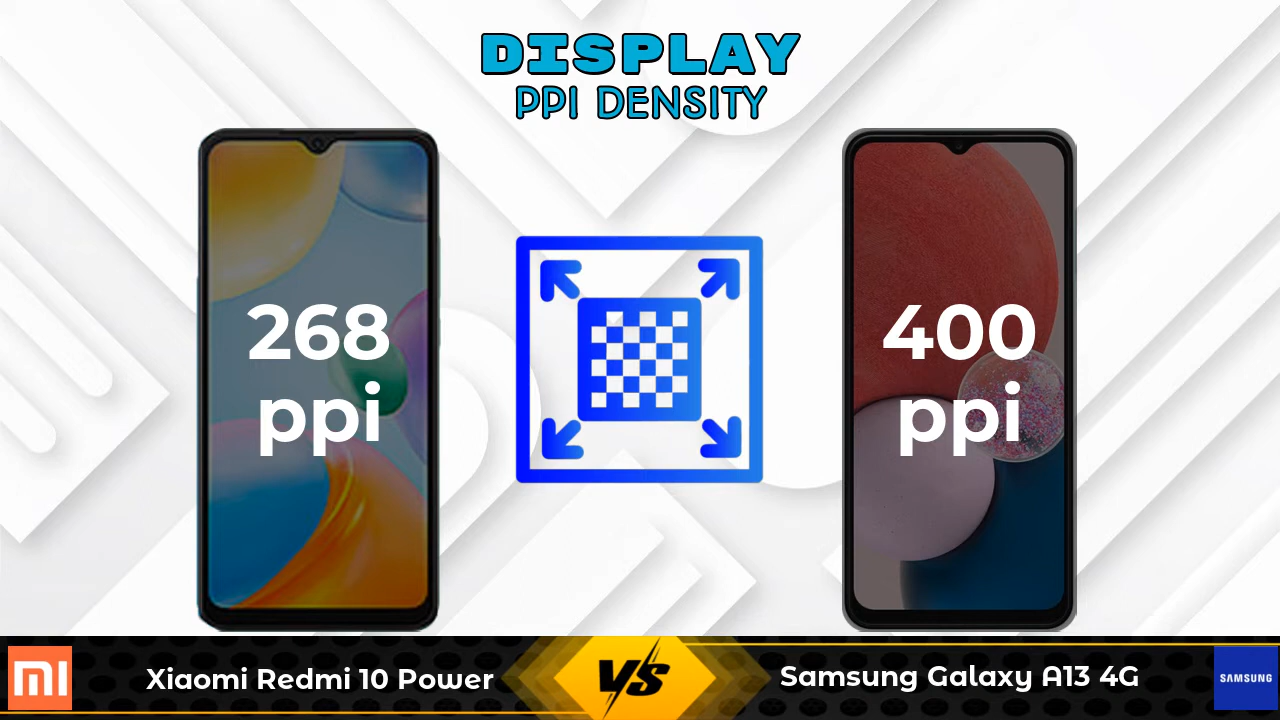 DISPLAY
PPI DENSITY
268
ppi
400
ppi
MI
Xiaomi Redmi 10 Power
VS
Samsung Galaxy A13 4G
SAMSUNG